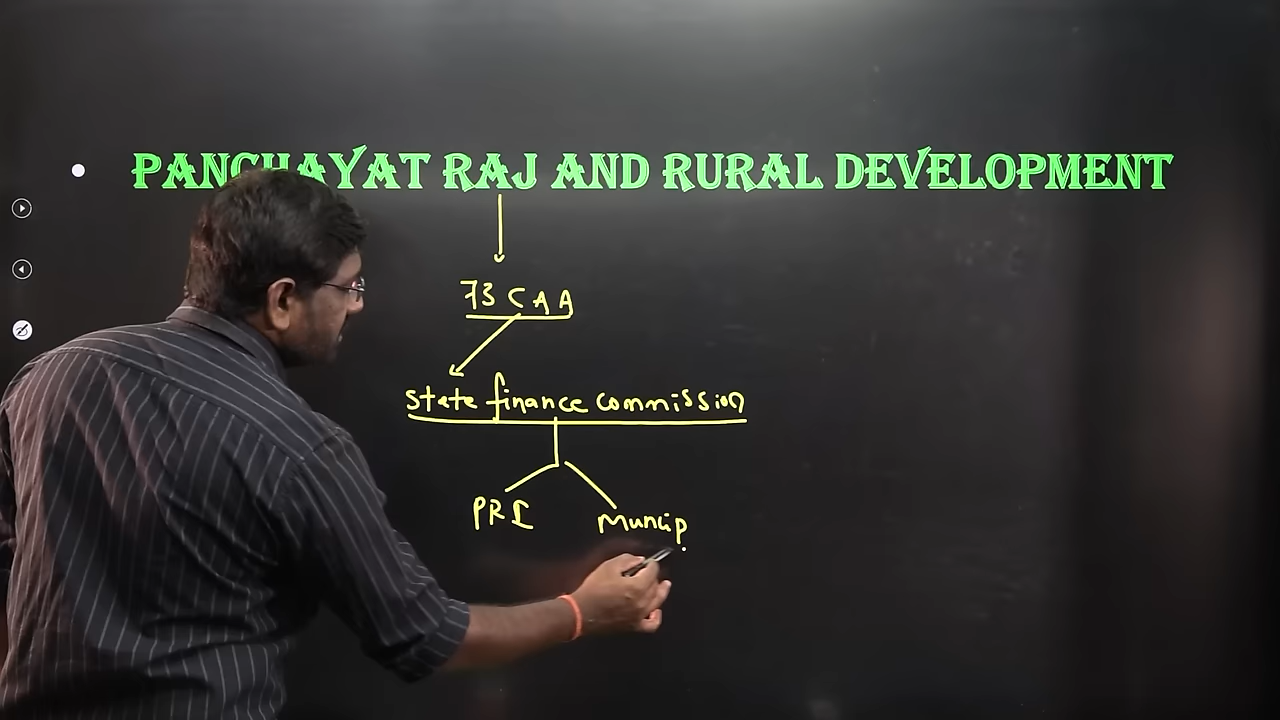 PANCHAYAT RAJ AND RURAL DEVELOPMENT
73 CAA
State finance commission
PRI Muncip.